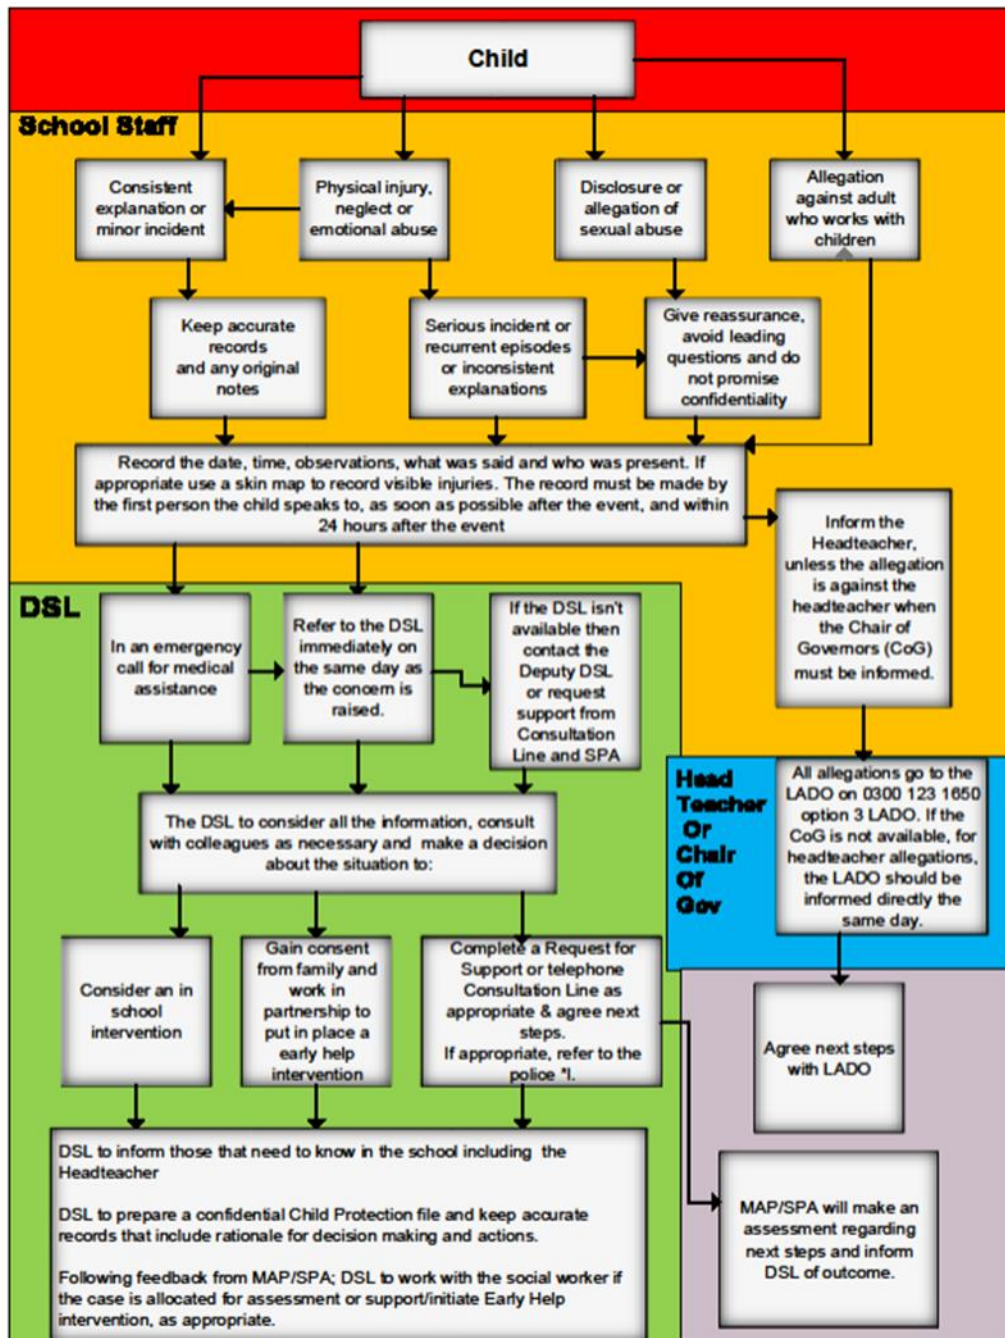 Child
School Staff
Consistent
explanation or
minor incident
Physical injury,
neglect or
emotional abuse
Disclosure or
allegation of
sexual abuse
Allegation
against adult
who works with
children
Keep accurate
records
and any original
notes
Serious incident or
recurrent episodes
or inconsistent
explanations
Give reassurance,
avoid leading
questions and do
not promise
confidentiality
Record the date, time, observations, what was said and who was present. If
appropriate use a skin map to record visible injuries. The record must be made by
the first person the child speaks to, as soon as possible after the event, and within
24 hours after the event
Inform the
Headteacher,
unless the allegation
is against the
headteacher when
the Chair of
Governors (CoG)
must be informed.
DSL
In an emergency
call for medical
assistance
Refer to the DSL
immediately on
the same day as
the concern is
raised.
If the DSL isn't
available then
contact the
Deputy DSL
or request
support from
Consultation
Line and SPA
Head
Teacher
Or
Chair
Of
Gov
All allegations go to the
LADO on 0300 123 1650
option 3 LADO. If the
CoG is not available, for
headteacher allegations,
the LADO should be
informed directly the
same day.
The DSL to consider all the information, consult
with colleagues as necessary and make a decision
about the situation to:
Consider an in
school
intervention
Gain consent
from family and
work in
partnership to
put in place a
early help
intervention
Complete a Request for
Support or telephone
Consultation Line as
appropriate & agree next
steps.
If appropriate, refer to the
police *I.
Agree next steps
with LADO
DSL to inform those that need to know in the school including the
Headteacher
DSL to prepare a confidential Child Protection file and keep accurate
records that include rationale for decision making and actions.
Following feedback from MAP/SPA; DSL to work with the social worker if
the case is allocated for assessment or support/initiate Early Help
intervention, as appropriate.
MAP/SPA will make an
assessment regarding
next steps and inform
DSL of outcome.